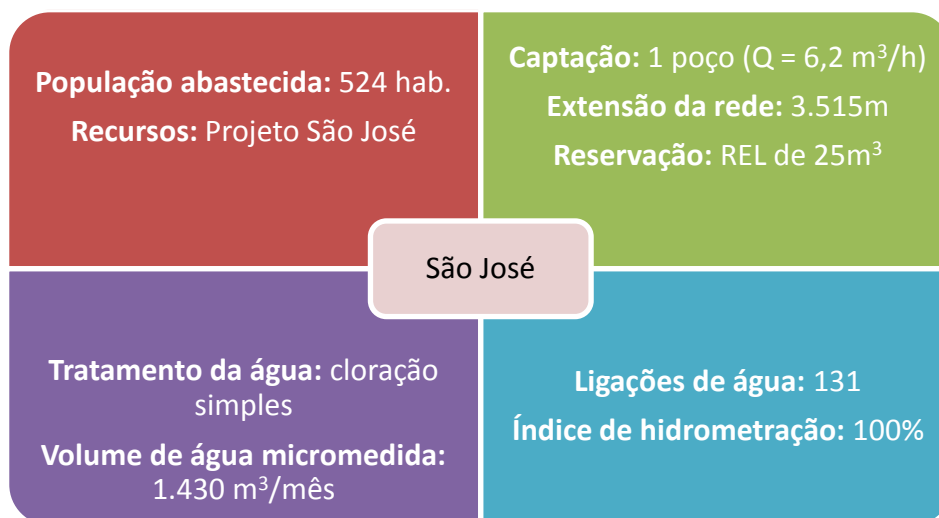 População abastecida: 524 hab.
Recursos: Projeto São José
Captação: 1 poço (Q = 6,2 m³/h)
Extensão da rede: 3.515m
Reservação: REL de 25m³
São José
Tratamento da água: cloração
simples
Volume de água micromedida:
1.430 m³/mês
Ligações de água: 131
Índice de hidrometração: 100%